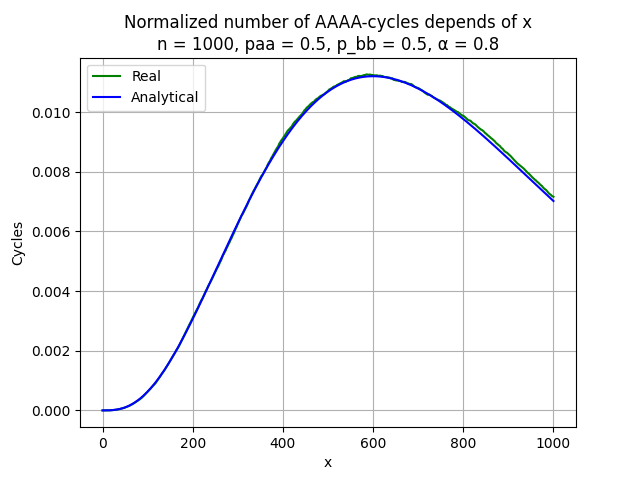 Normalized number of AAAA-cycles depends of x
n = 1000, paa = 0.5, p_bb = 0.5, α = 0.8
Real
Analytical
0.010
0.008
0.006
0.004
0.002
0.000
Cycles
0 200 400 600 800 1000
x